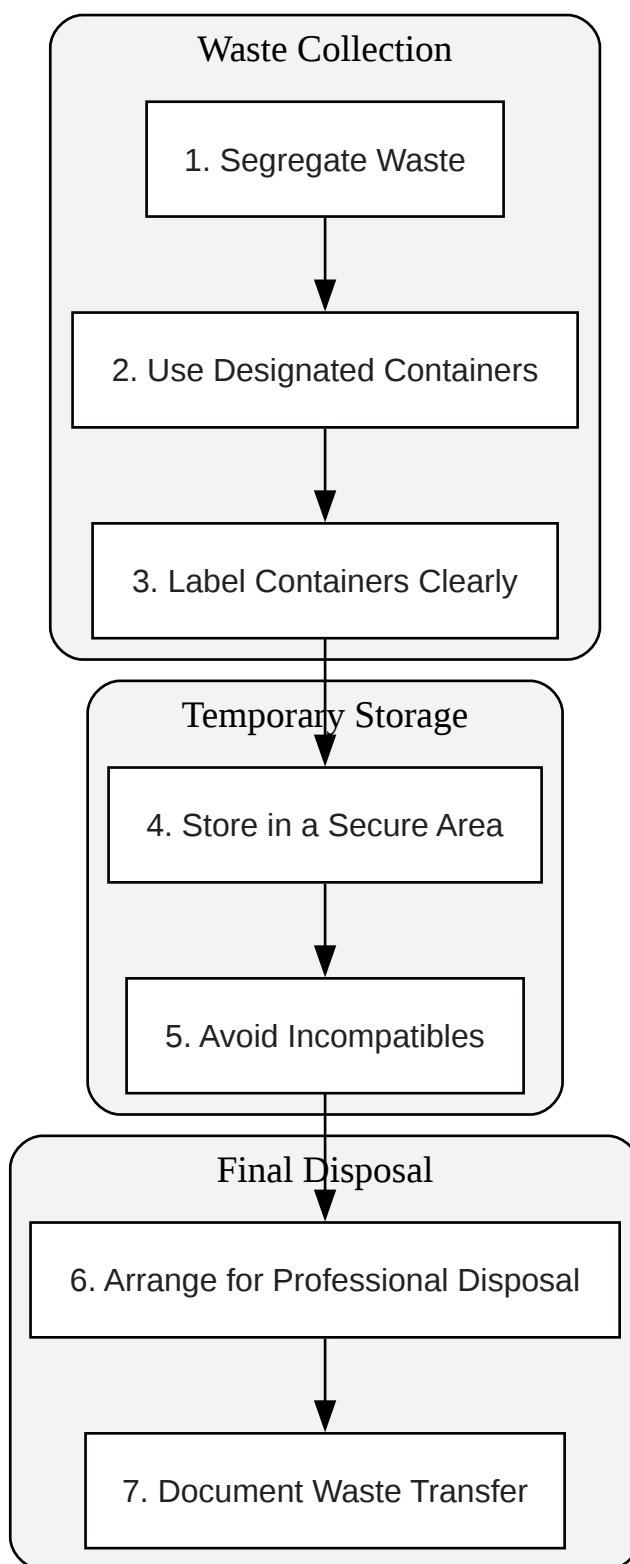 Waste Collection
1. Segregate Waste
2. Use Designated Containers
3. Label Containers Clearly
Temporary Storage
4. Store in a Secure Area
5. Avoid Incompatibles
Final Disposal
6. Arrange for Professional Disposal
7. Document Waste Transfer